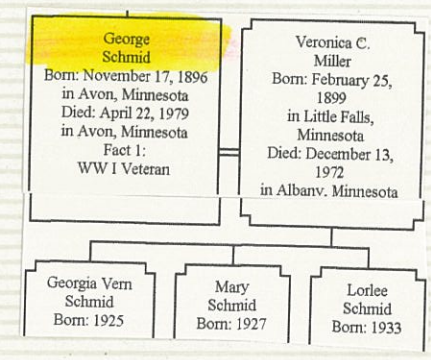 George
Schmid
Born: November 17, 1896
in Avon, Minnesota
Died: April 22, 1979
in Avon, Minnesota
Fact 1:
WW I Veteran
Veronica C.
Miller
Born: February 25,
1899
in Little Falls,
Minnesota
Died: December 13,
1972
in Albany, Minnesota
Georgia Vern
Schmid
Born: 1925
Mary
Schmid
Born: 1927
Lorlee
Schmid
Born: 1933